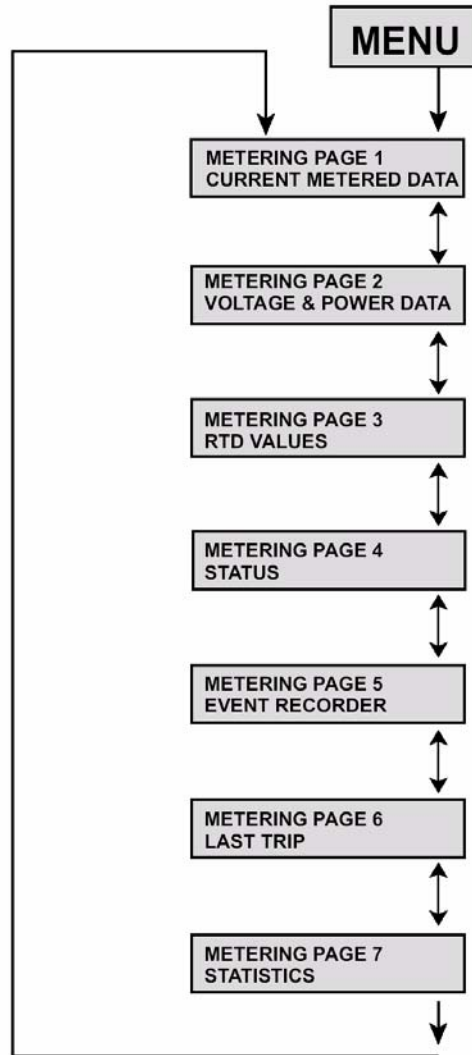 MENU
METERING PAGE 1
CURRENT METERED DATA
METERING PAGE 2
VOLTAGE & POWER DATA
METERING PAGE 3
RTD VALUES
METERING PAGE 4
STATUS
METERING PAGE 5
EVENT RECORDER
METERING PAGE 6
LAST TRIP
METERING PAGE 7
STATISTICS